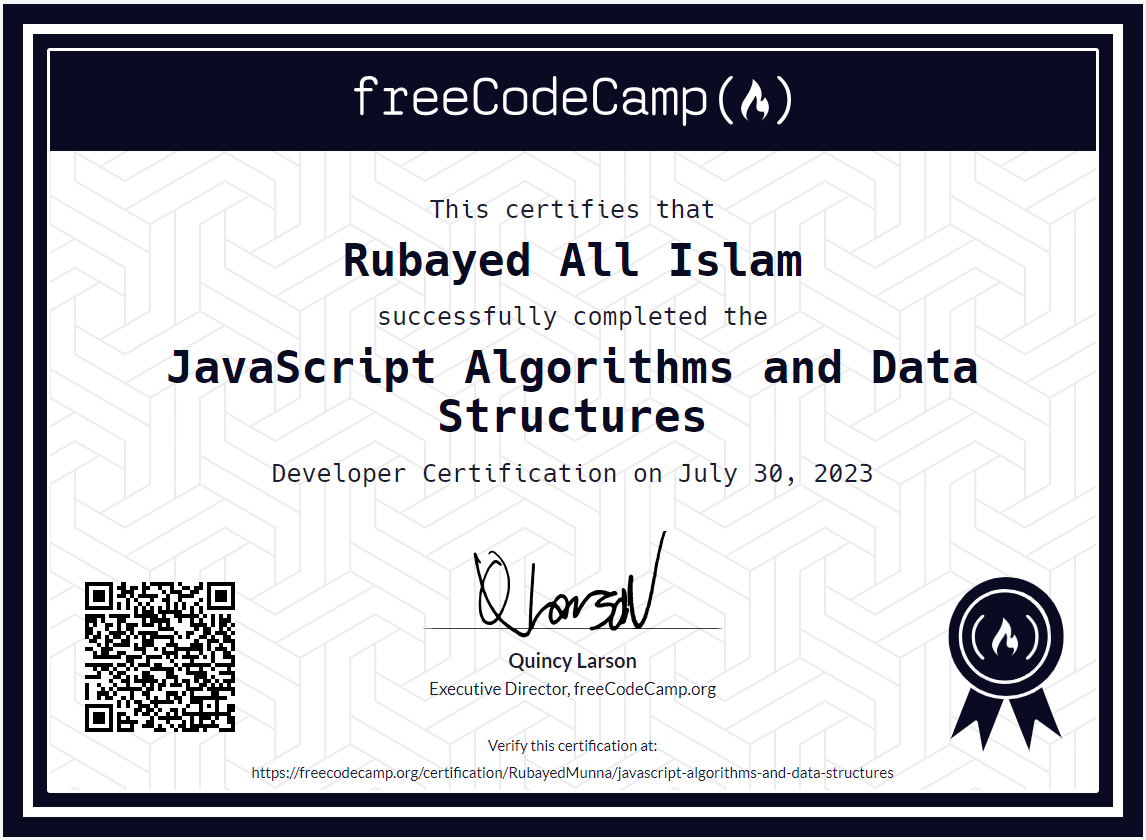 freeCodeCamp
This certifies that
Rubayed All Islam
successfully completed the
JavaScript Algorithms and Data
Structures
Developer Certification on July 30, 2023
Q Larson
Quincy Larson
Executive Director, freeCodeCamp.org
Verify this certification at:
https://freecodecamp.org/certification/RubayedMunna/javascript-algorithms-and-data-structures